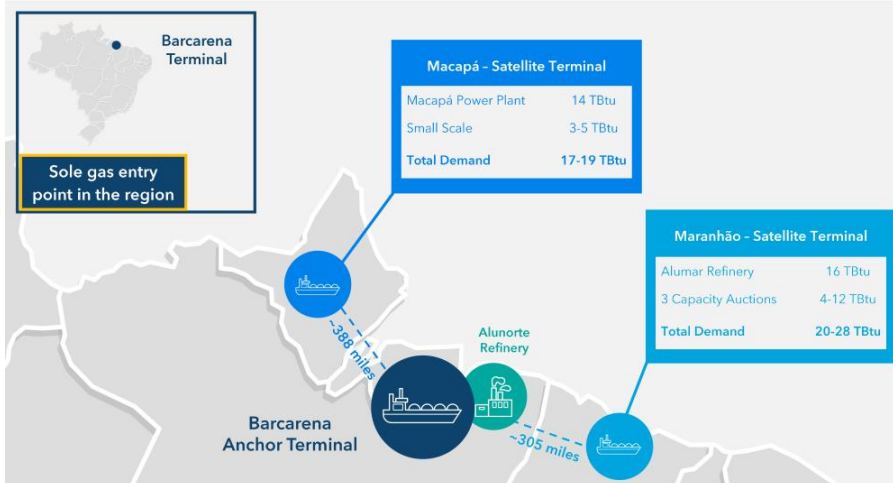 Barcarena
Terminal
Sole gas entry
point in the region
Macapá – Satellite Terminal
Macapá Power Plant 14 TBtu
Small Scale 3-5 TBtu
Total Demand 17-19 TBtu
Maranhão – Satellite Terminal
Alumar Refinery 16 TBtu
3 Capacity Auctions 4-12 TBtu
Total Demand 20-28 TBtu
~388 miles
Alunorte
Refinery
Barcarena
Anchor Terminal
~305 miles